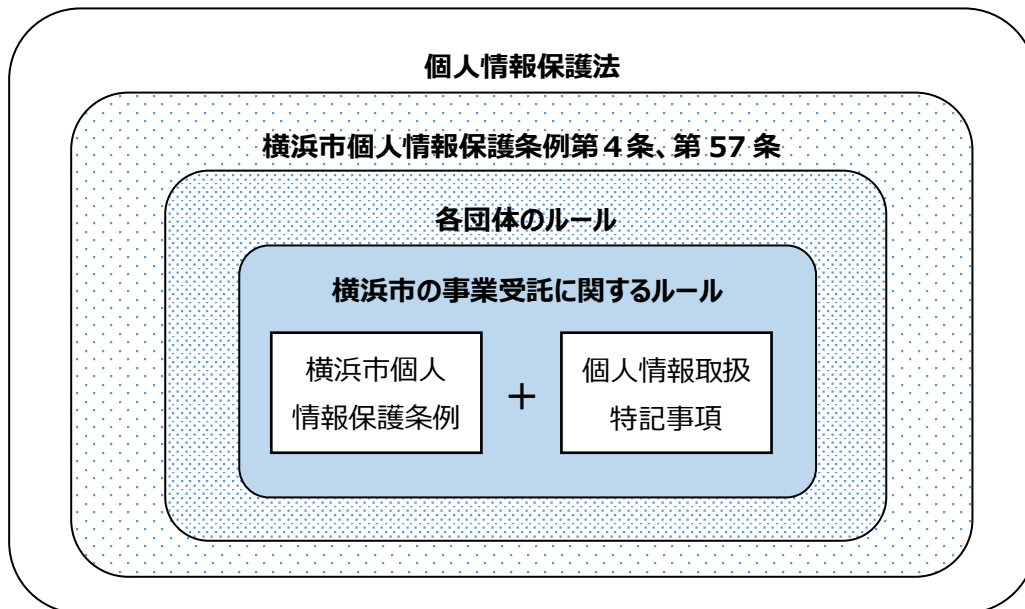 個人情報保護法
横浜市個人情報保護条例第4条、第57条
各団体のルール
横浜市の事業受託に関するルール
横浜市個人
情報保護条例
+
個人情報取扱
特記事項